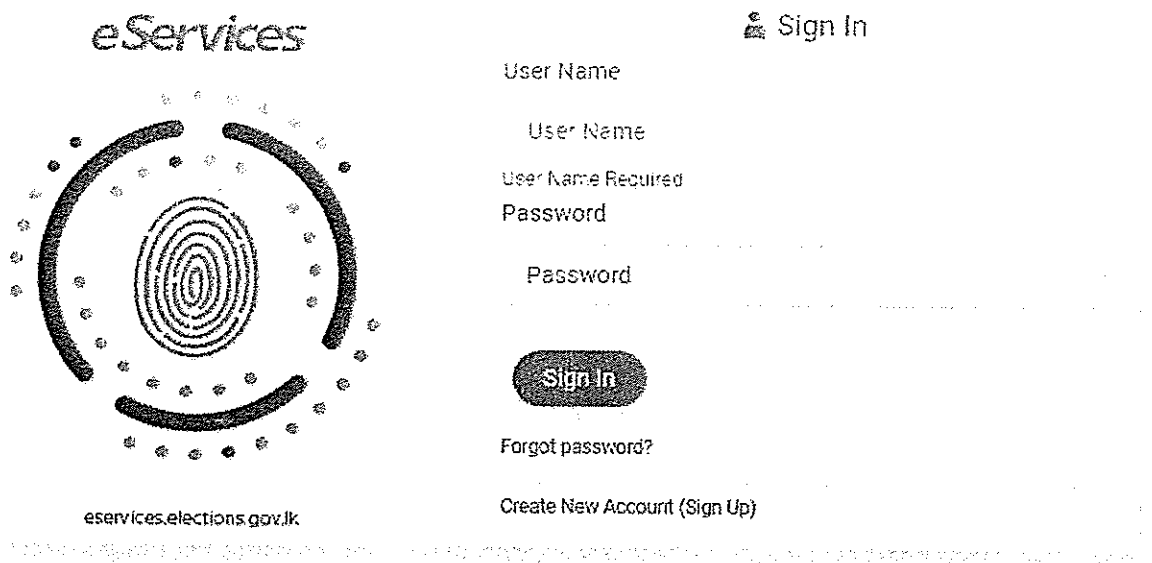 eServices
eservices.elections.gov.lk
Sign In
User Name
User Name
User Name Required
Password
Password
Sign In
Forgot password?
Create New Account (Sign Up)